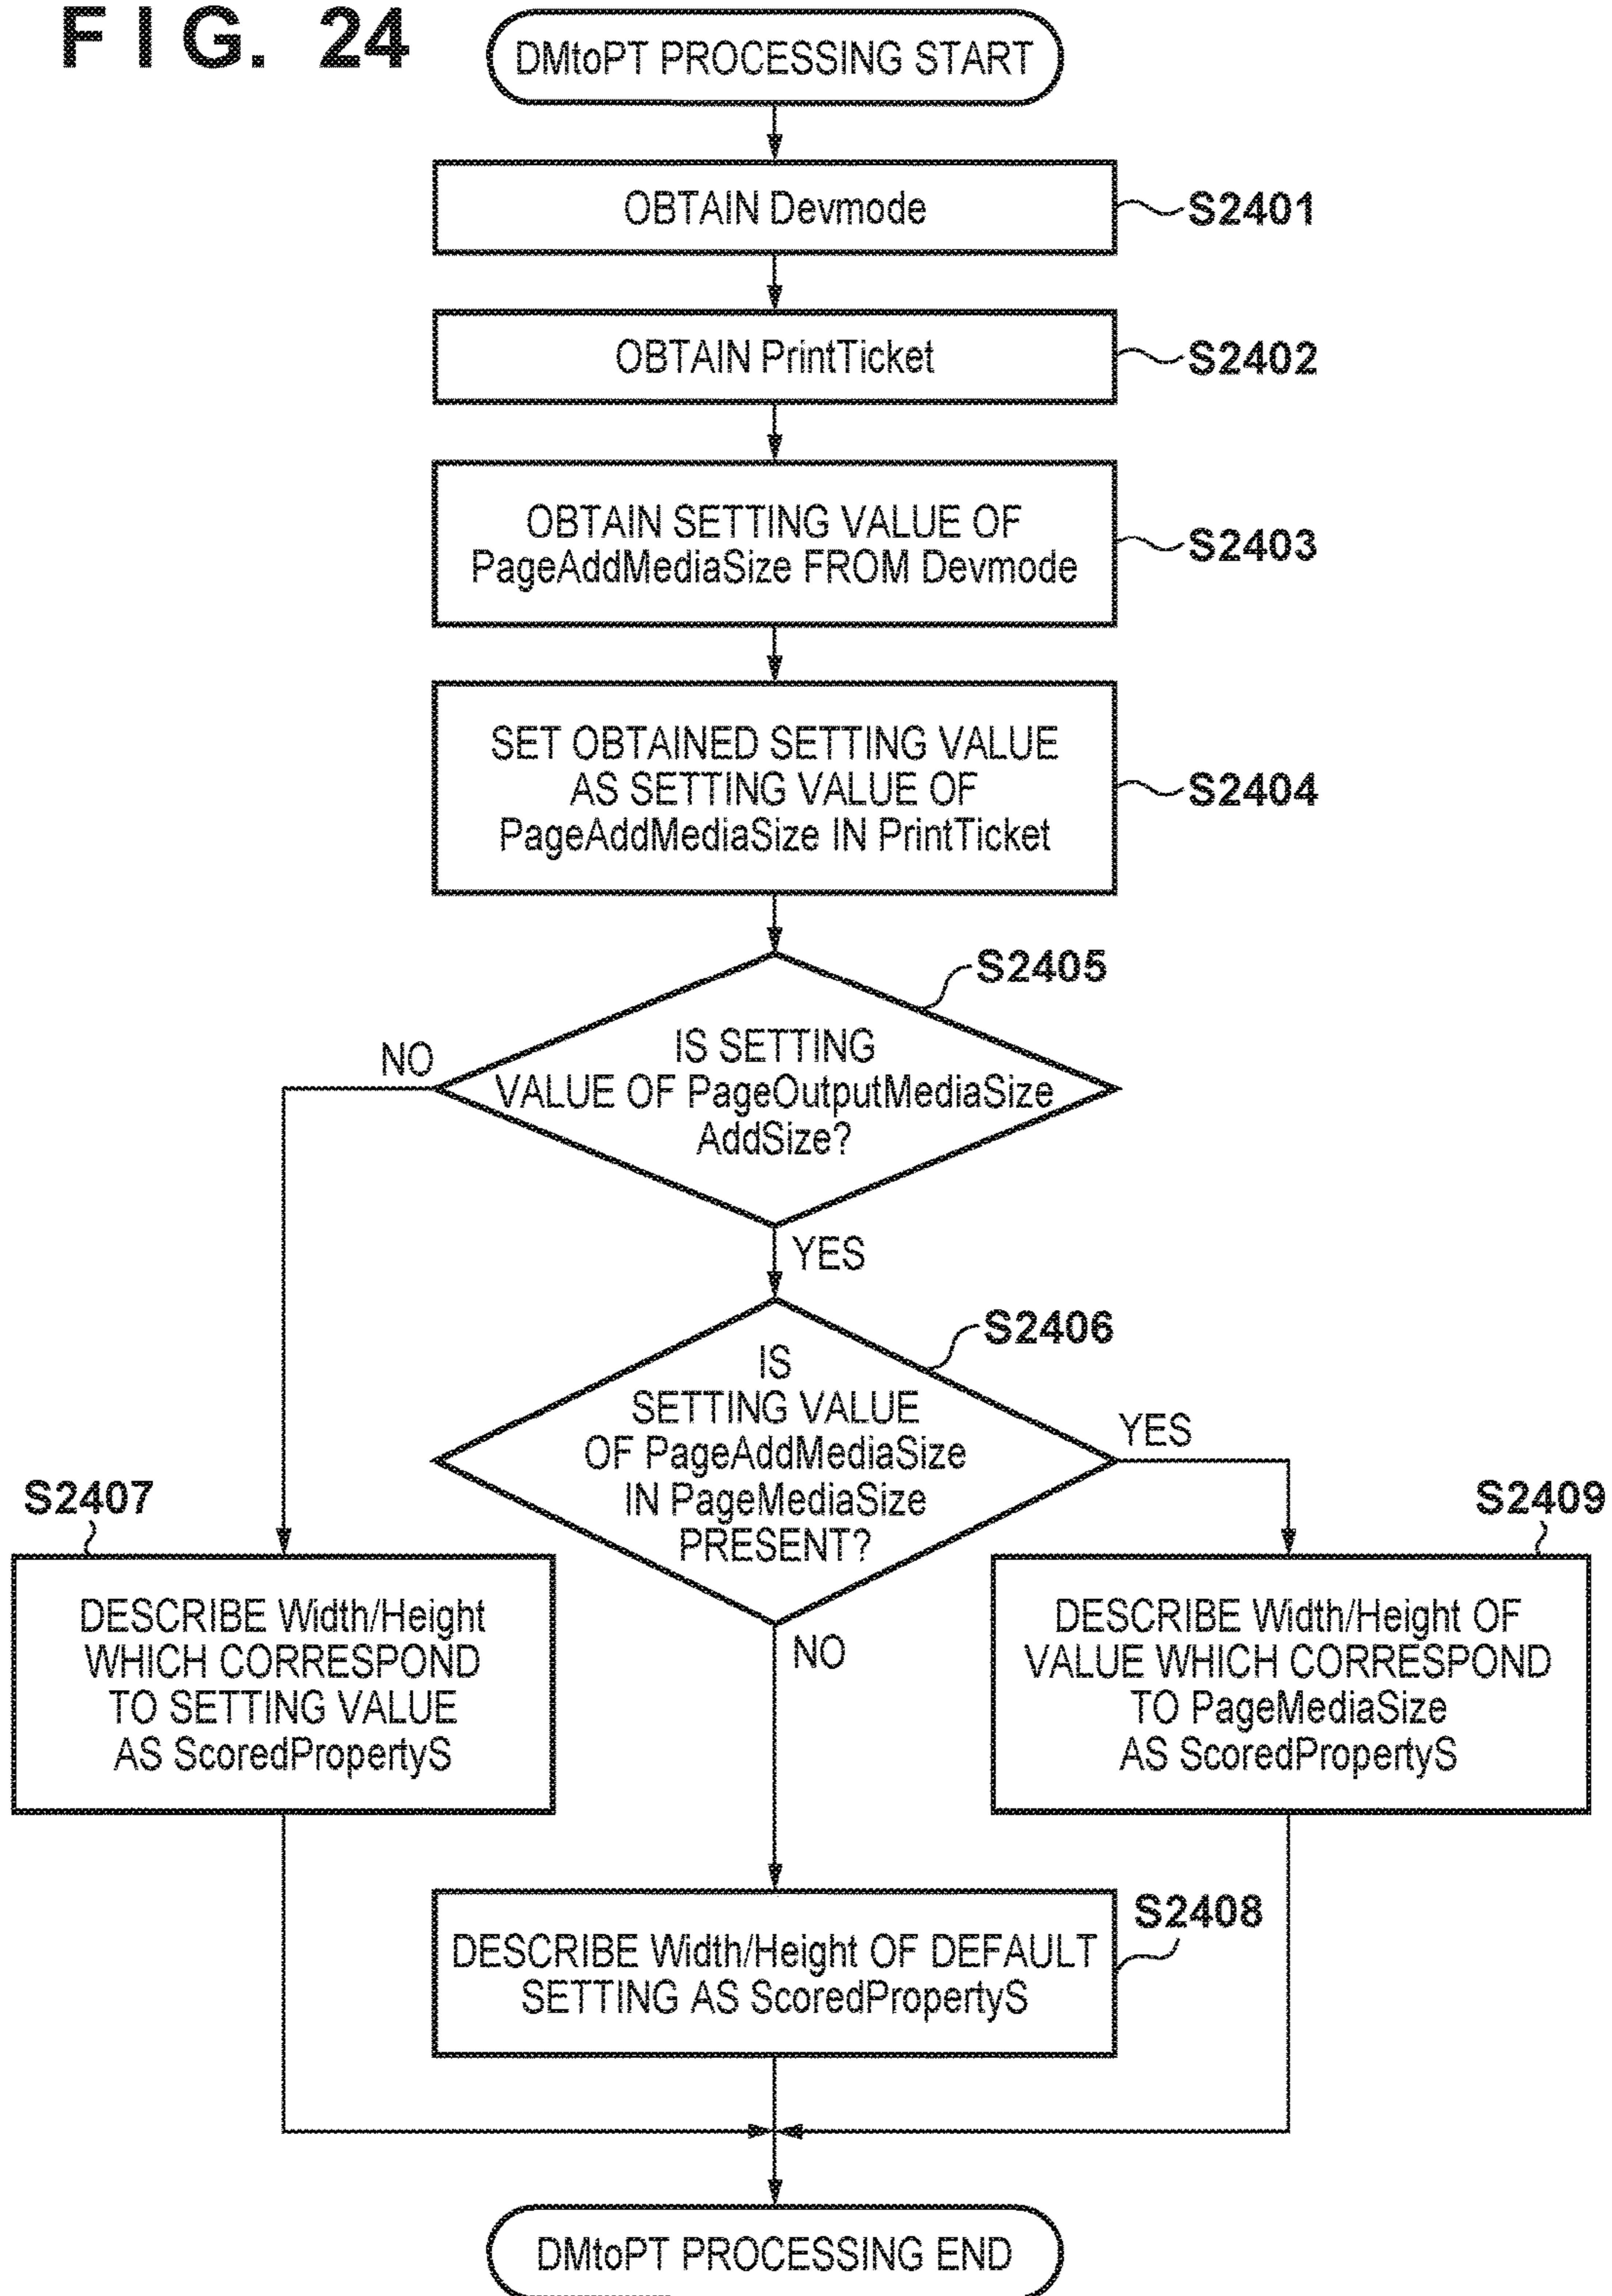 FIG. 24
DMtoPT PROCESSING START
OBTAIN Devmode
S2401
OBTAIN PrintTicket
S2402
OBTAIN SETTING VALUE OF
PageAddMediaSize FROM Devmode
S2403
SET OBTAINED SETTING VALUE
AS SETTING VALUE OF
PageAddMediaSize IN PrintTicket
S2404
S2405
IS SETTING
VALUE OF PageOutputMediaSize
AddSize?
NO
YES
S2406
IS
SETTING VALUE
OF PageAddMediaSize
IN PageMediaSize
PRESENT?
YES
NO
S2407
DESCRIBE Width/Height
WHICH CORRESPOND
TO SETTING VALUE
AS ScoredPropertyS
S2409
DESCRIBE Width/Height OF
VALUE WHICH CORRESPOND
TO PageMediaSize
AS ScoredPropertyS
S2408
DESCRIBE Width/Height OF DEFAULT
SETTING AS ScoredPropertyS
DMtoPT PROCESSING END